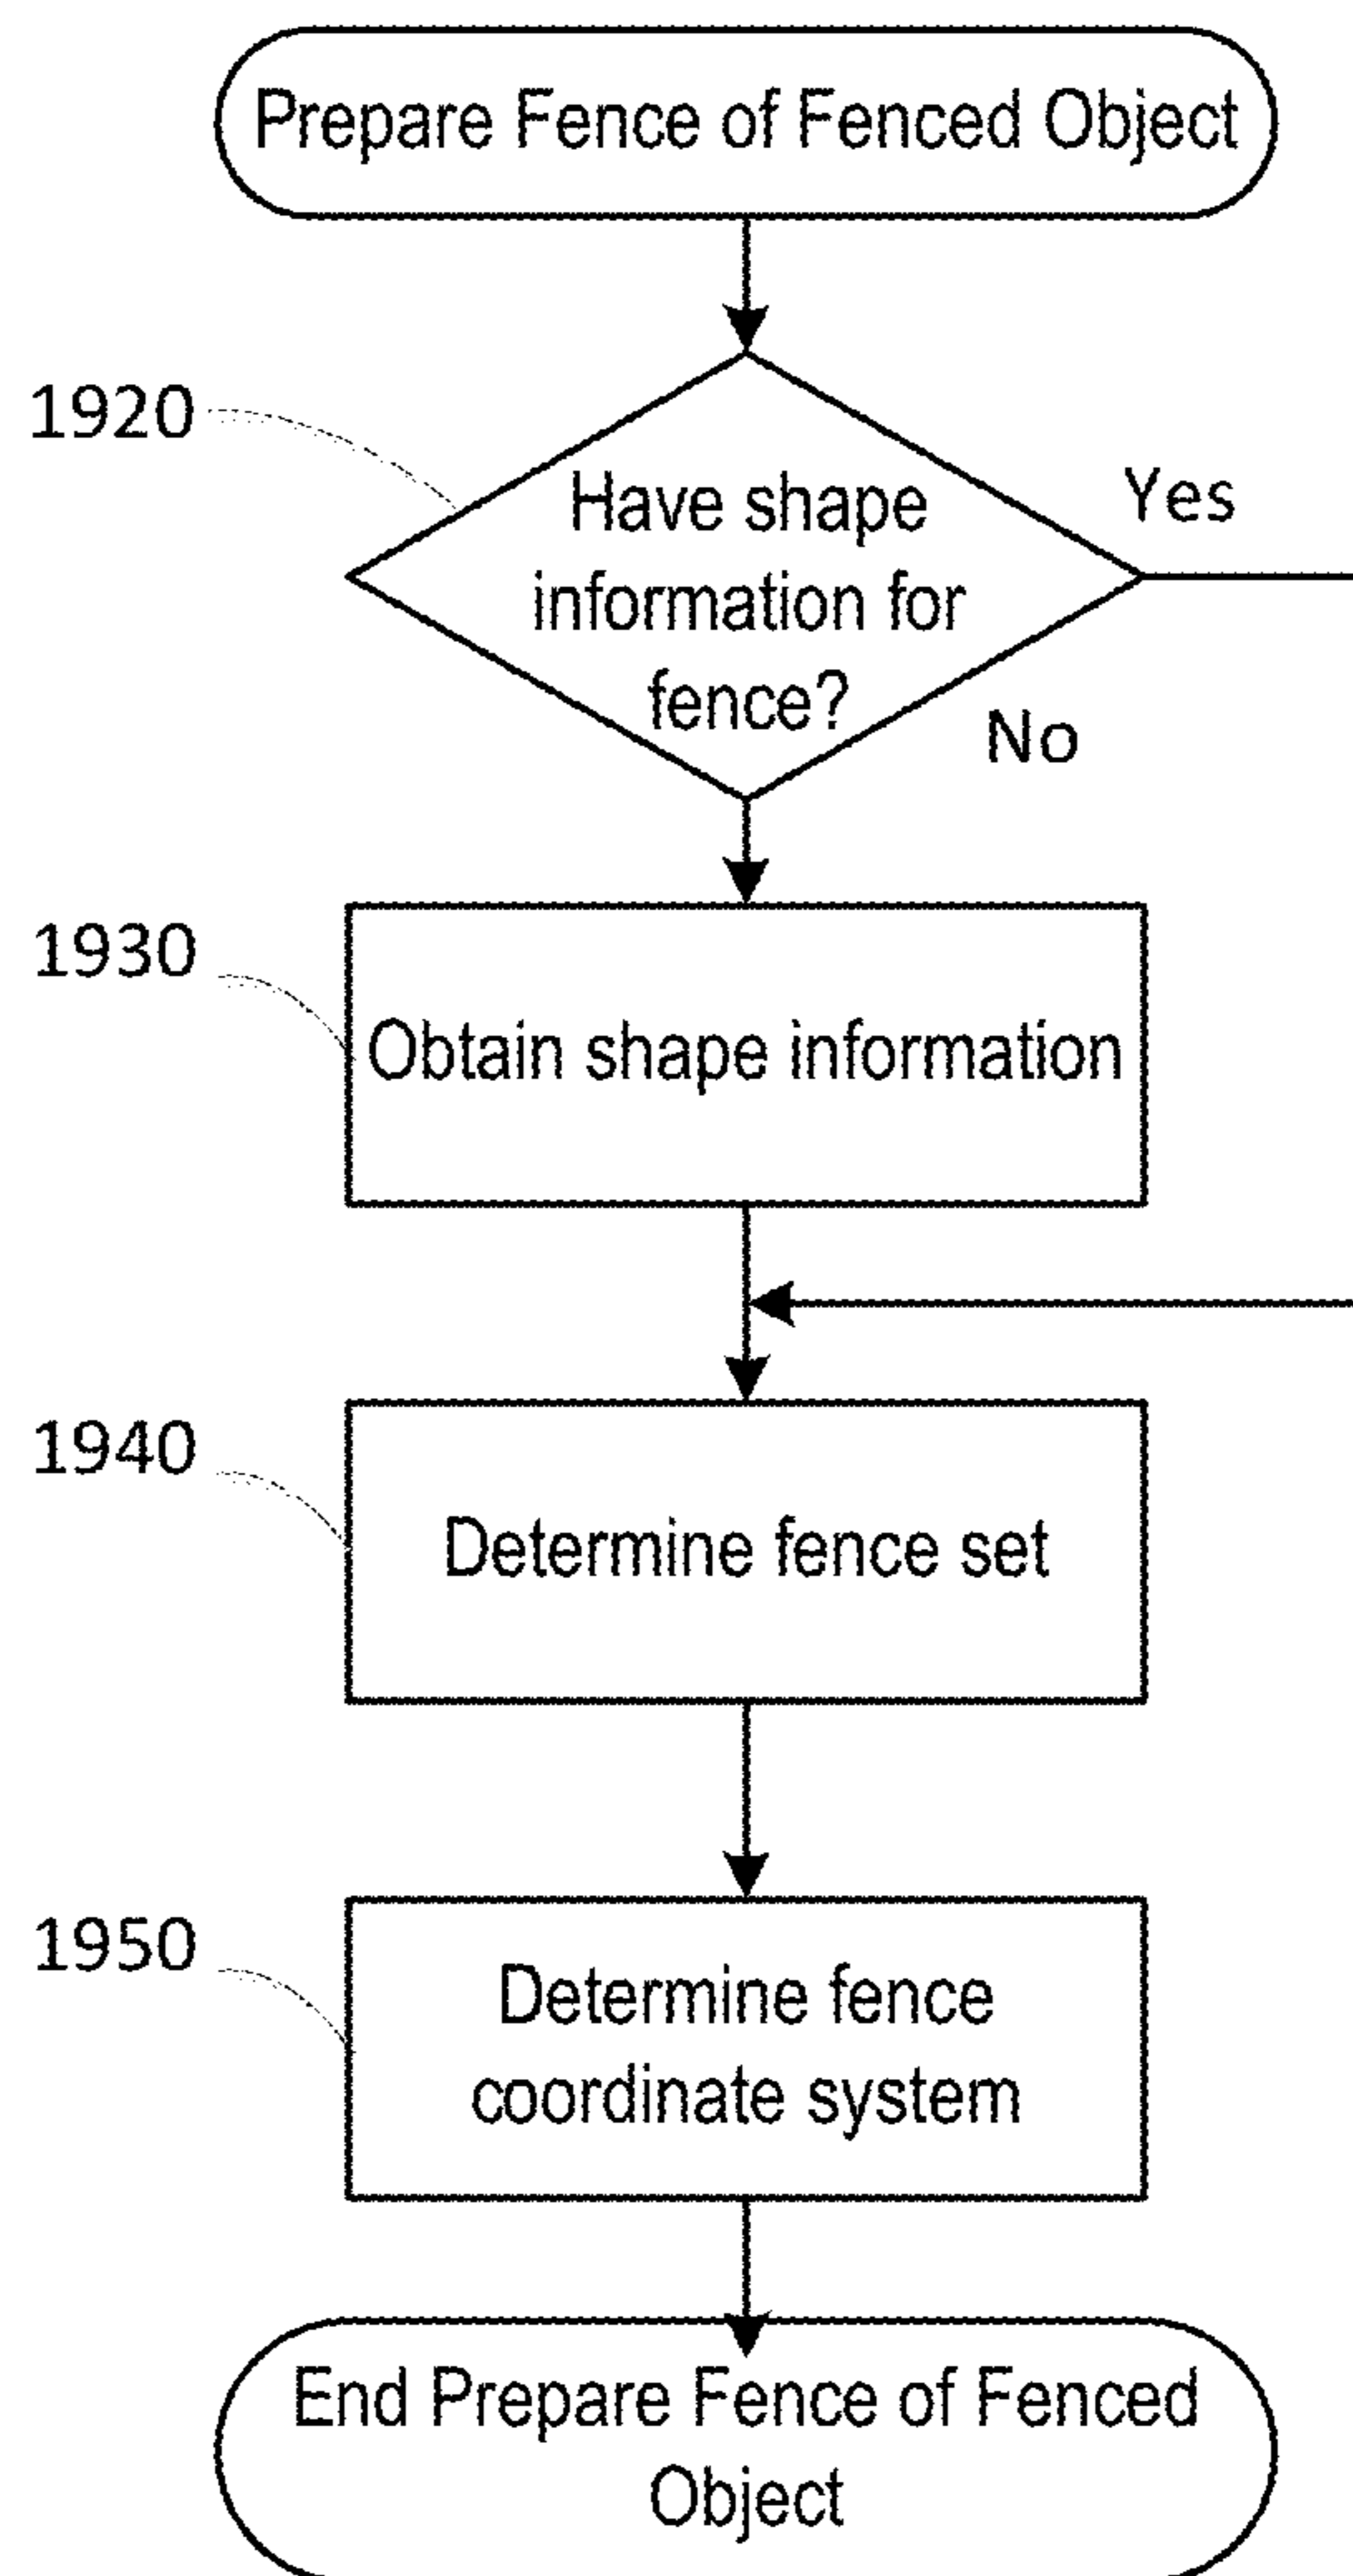 Prepare Fence of Fenced Object
1920
Have shape
information for
fence?
Yes
No
1930
Obtain shape information
1940
Determine fence set
1950
Determine fence
coordinate system
End Prepare Fence of Fenced
Object